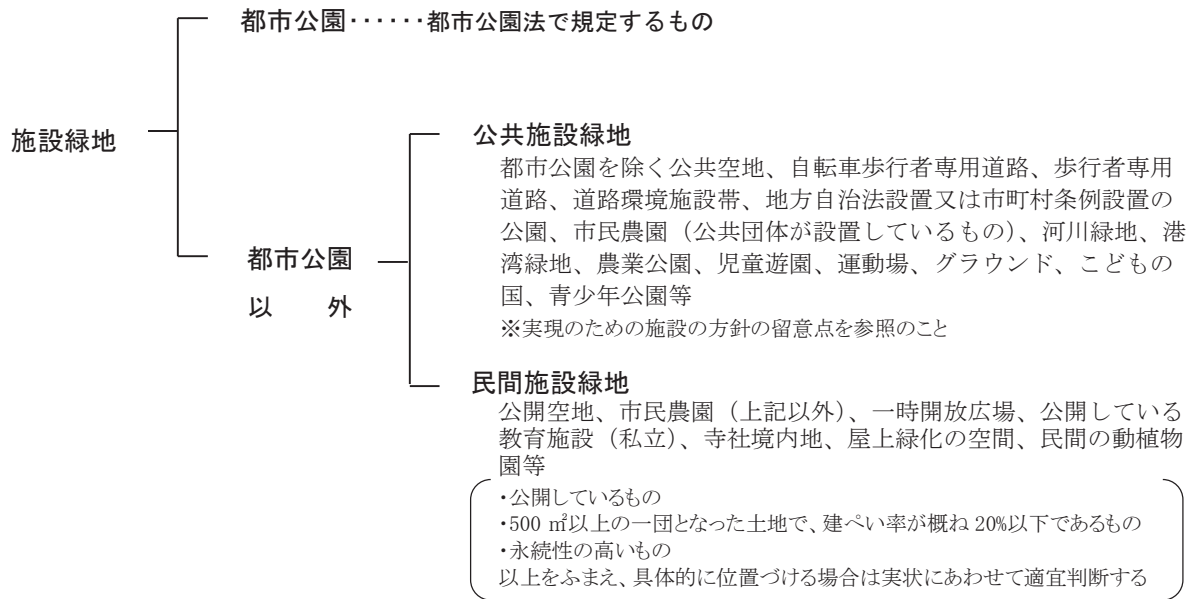 都市公園‥‥‥都市公園法で規定するもの
施設緑地
公共施設緑地
都市公園を除く公共空地、自転車歩行者専用道路、歩行者専用
道路、道路環境施設帯、地方自治法設置又は市町村条例設置の
公園、市民農園（公共団体が設置しているもの）、河川緑地、港
湾緑地、農業公園、児童遊園、運動場、グラウンド、こどもの
国、青少年公園等
※実現のための施設の方針の留意点を参照のこと
都市公園
以　外
民間施設緑地
公開空地、市民農園（上記以外）、一時開放広場、公開している
教育施設（私立）、寺社境内地、屋上緑化の空間、民間の動植物
園等
・公開しているもの
・500 ㎡以上の一団となった土地で、建ぺい率が概ね 20%以下であるもの
・永続性の高いもの
以上をふまえ、具体的に位置づける場合は実状にあわせて適宜判断する